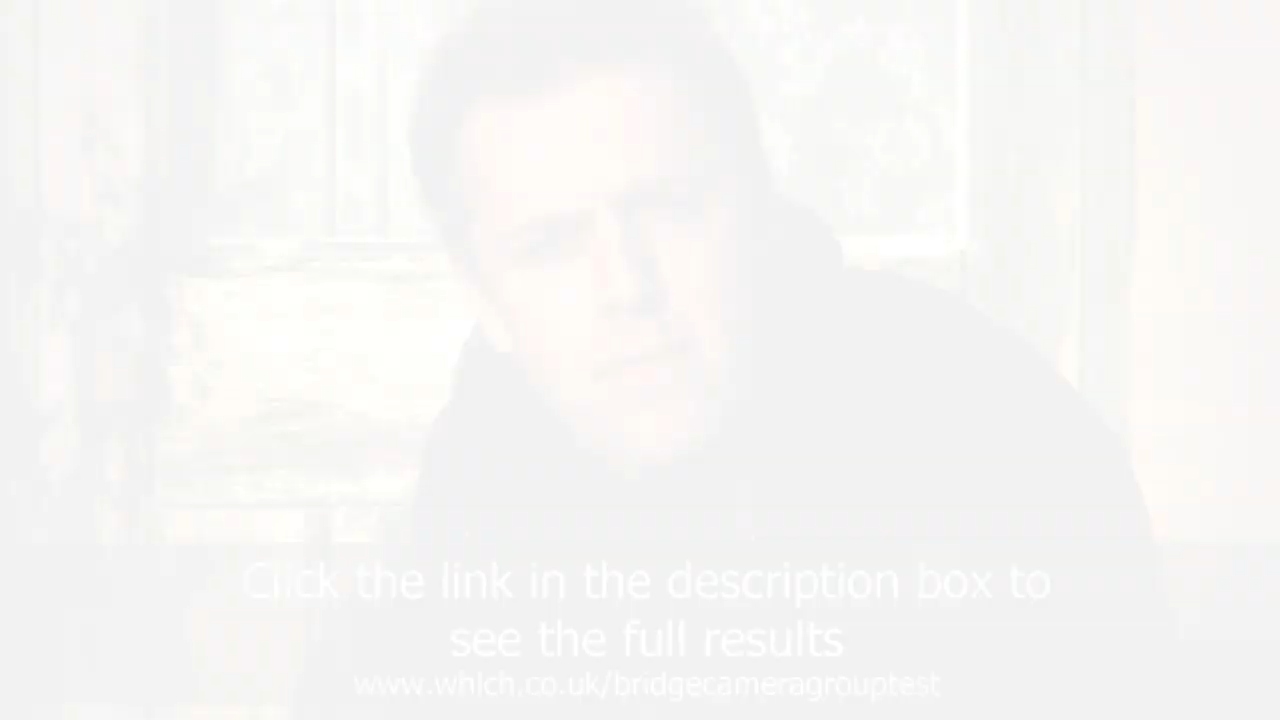 Click the link in the description box to
see the full results
www.which.co.uk/bridgecameragrouptest